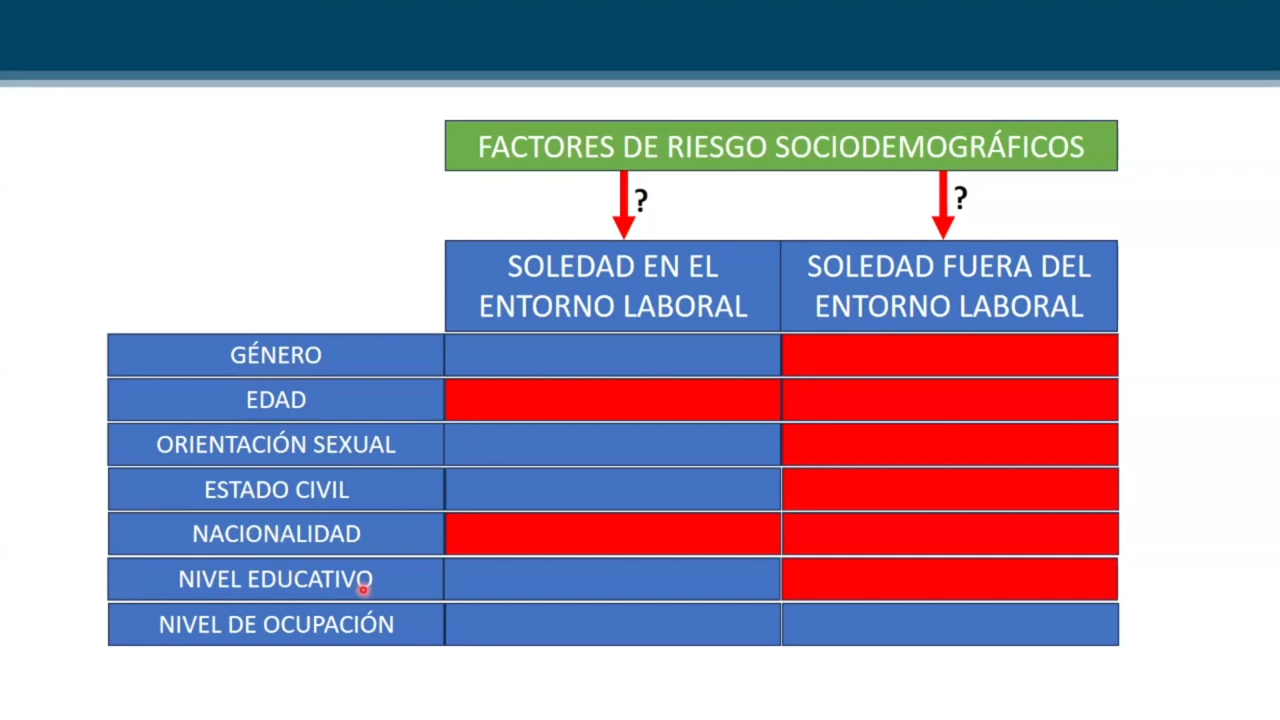 FACTORES DE RIESGO SOCIODEMOGRÁFICOS
?
?
SOLEDAD EN EL
ENTORNO LABORAL
SOLEDAD FUERA DEL
ENTORNO LABORAL
GÉNERO
EDAD
ORIENTACIÓN SEXUAL
ESTADO CIVIL
NACIONALIDAD
NIVEL EDUCATIVO
NIVEL DE OCUPACIÓN